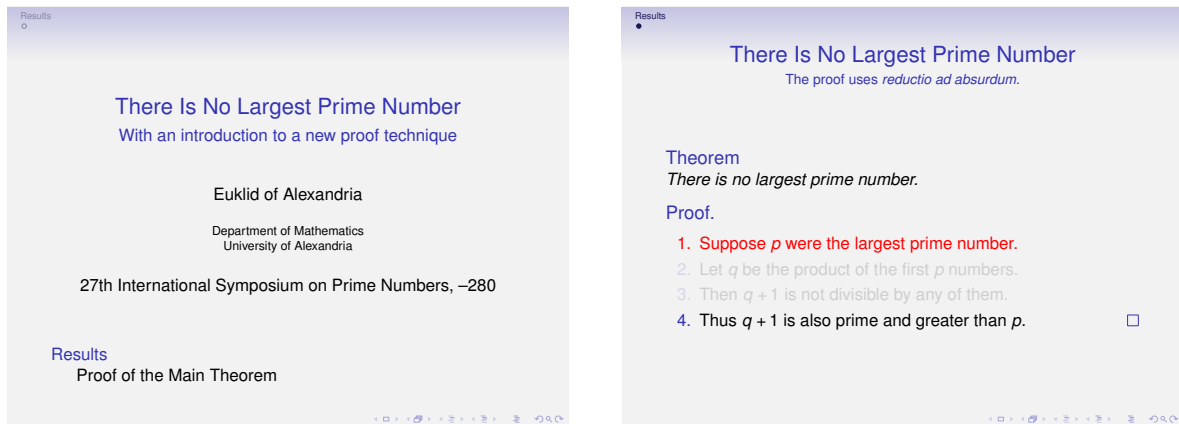 Results
There Is No Largest Prime Number
With an introduction to a new proof technique
Euklid of Alexandria
Department of Mathematics
University of Alexandria
27th International Symposium on Prime Numbers, –280
Results
Proof of the Main Theorem
Results
There Is No Largest Prime Number
The proof uses reductio ad absurdum.
Theorem
There is no largest prime number.
Proof.
1. Suppose p were the largest prime number.
2. Let q be the product of the first p numbers.
3. Then q + 1 is not divisible by any of them.
4. Thus q + 1 is also prime and greater than p.